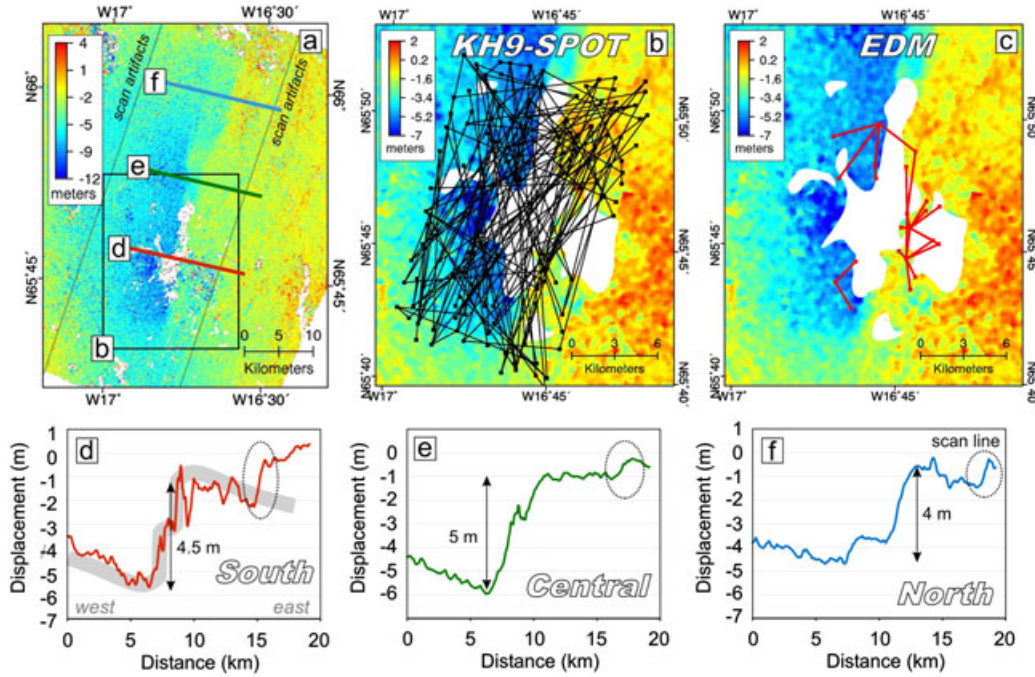 W17° W16°30´
a
4
1
-2
-5
-9
-12
meters
N66°
N66°
scan artifacts
scan artifacts
f
e
d
b
N65°45´
N65°45´
0 5 10
Kilometers
W17° W16°30´
W17° W16°45´
KH9-SPOT
b
2
0.2
-1.6
-3.4
-5.2
-7
meters
N65°50´
N65°45´
N65°40´
0 3 6
Kilometers
W17° W16°45´
W17° W16°45´
EDM
c
2
0.2
-1.6
-3.4
-5.2
-7
meters
N65°50´
N65°50´
N65°45´
N65°45´
N65°40´
N65°40´
0 3 6
Kilometers
W17° W16°45´
d
Displacement (m)
1
0
-1
-2
-3
-4
-5
-6
-7
4.5 m
South
west east
0 5 10 15 20
Distance (km)
e
Displacement (m)
-0
-1
-2
-3
-4
-5
-6
5 m
Central
0 5 10 15 20
Distance (km)
f
scan line
Displacement (m)
1
-0
-1
-2
-3
-4
-5
-6
-7
4 m
North
0 5 10 15 20
Distance (km)